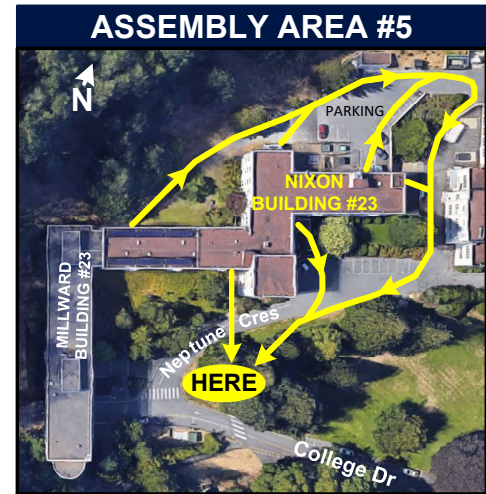 ASSEMBLY AREA #5
N
PARKING
NIXON
BUILDING #23
MILLWARD
BUILDING #23
Neptune Cres
HERE
College Dr